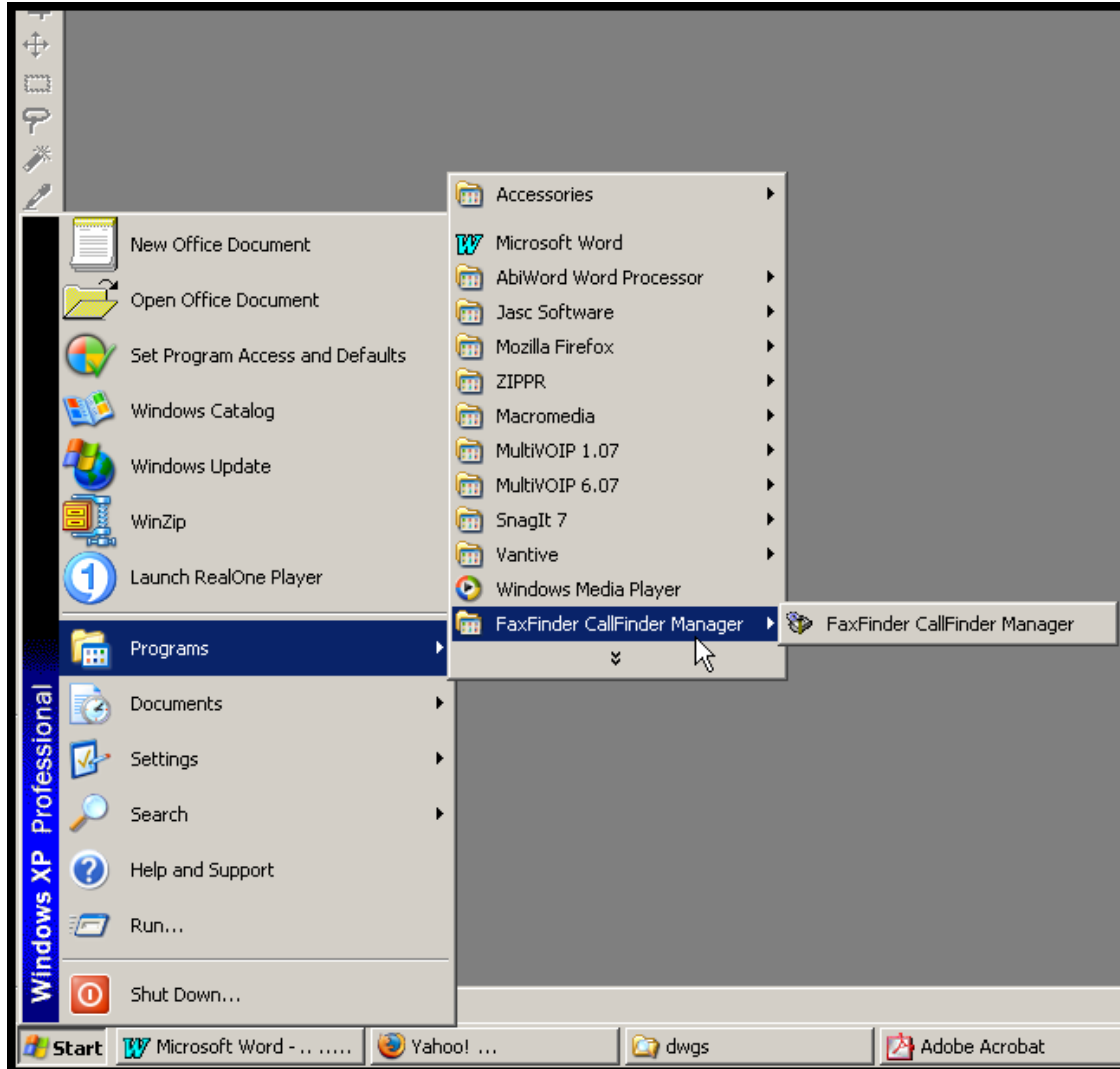 New Office Document
Open Office Document
Set Program Access and Defaults
Windows Catalog
Windows Update
WinZip
Launch RealOne Player
Programs
Documents
Settings
Search
Help and Support
Run...
Shut Down...
Windows XP Professional
Accessories
Microsoft Word
AbiWord Word Processor
Jasc Software
Mozilla Firefox
ZIPPR
Macromedia
MultiVOIP 1.07
MultiVOIP 6.07
SnagIt 7
Vantive
Windows Media Player
FaxFinder CallFinder Manager
FaxFinder CallFinder Manager
Start
Microsoft Word - .. .....
Yahoo! ...
dwgs
Adobe Acrobat